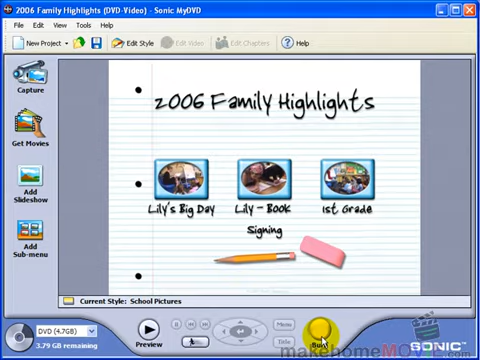 2006 Family Highlights (DVD-Video) - Sonic MyDVD
File Edit View Tools Help
New Project Edit Style Edit Video Edit Chapters Help
Capture
Get Movies
Add
Slideshow
Add
Sub-menu
2006 Family Highlights
Lily's Big Day Lily - Book 1st Grade
Signing
Current Style: School Pictures
DVD (4.7GB)
3.79 GB remaining
Preview
Menu
Title
Burn
SONIC
makehomeMOVIE.com